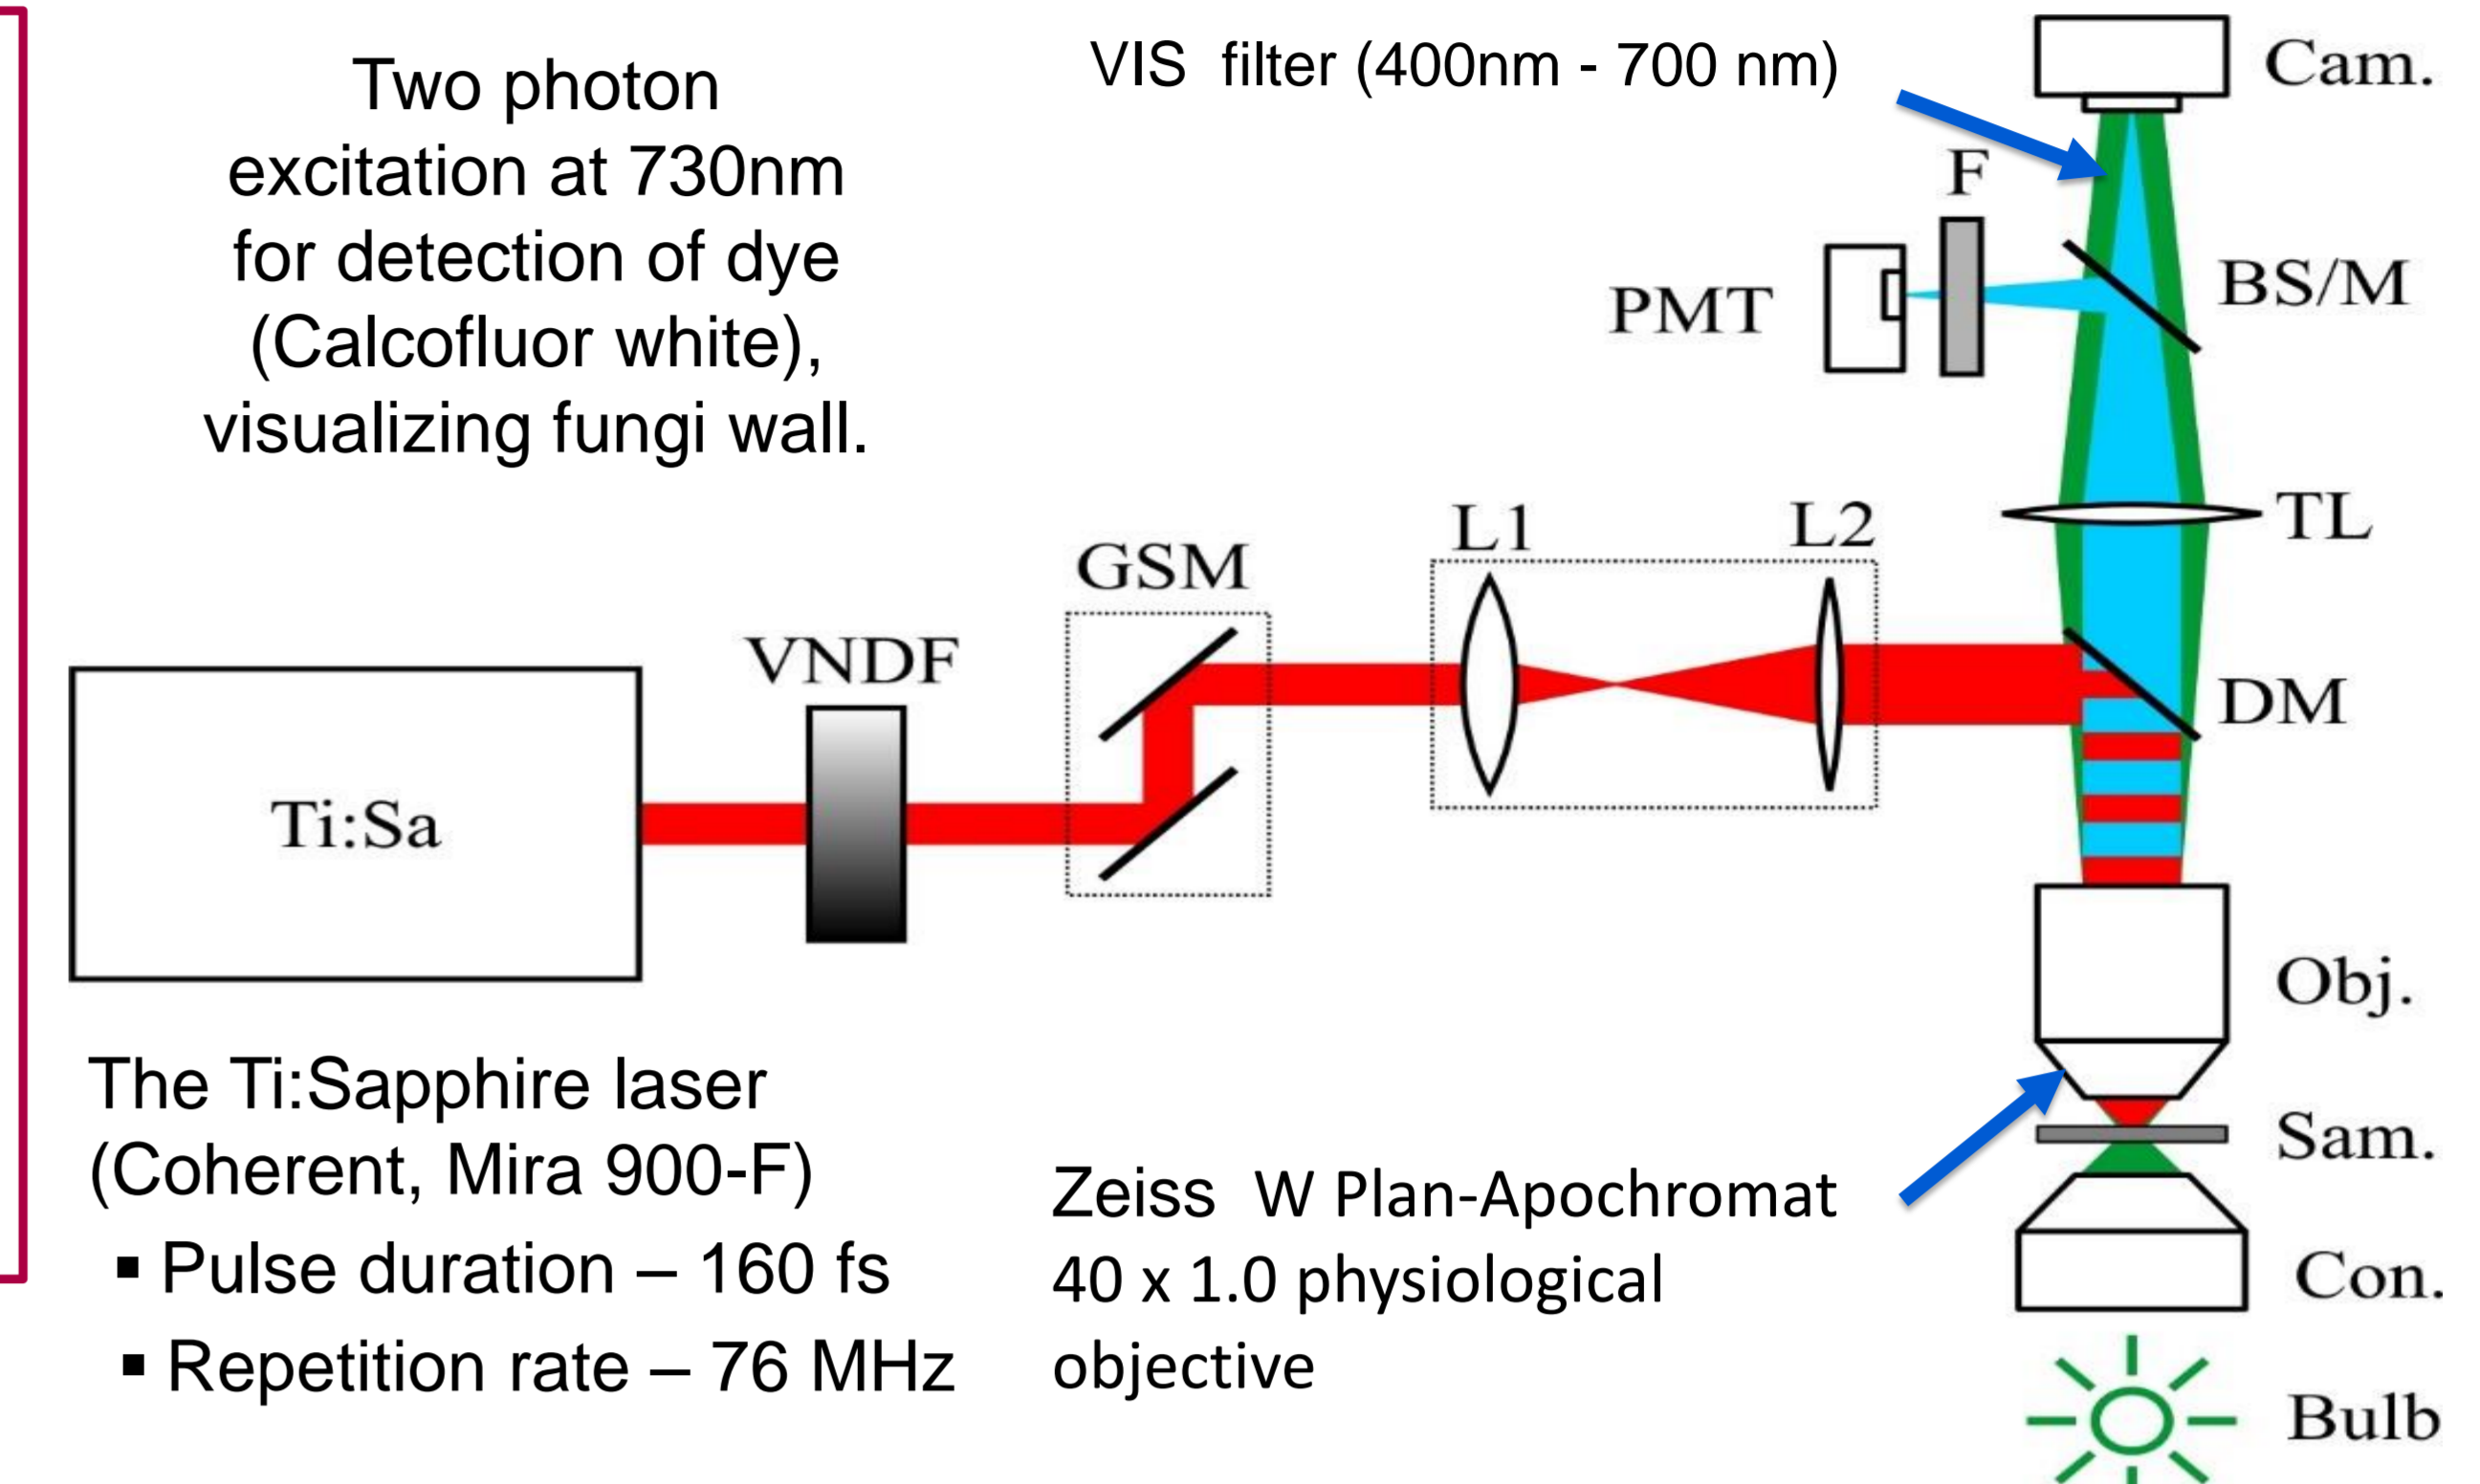 Two photon
excitation at 730nm
for detection of dye
(Calcofluor white),
visualizing fungi wall.
VIS filter (400nm - 700 nm)
Cam.
F
PMT
BS/M
L1
L2
TL
GSM
VNDF
DM
Ti:Sa
Obj.
The Ti:Sapphire laser
(Coherent, Mira 900-F)
▪ Pulse duration – 160 fs
▪ Repetition rate – 76 MHz
Zeiss W Plan-Apochromat
40 x 1.0 physiological
objective
Sam.
Con.
Bulb